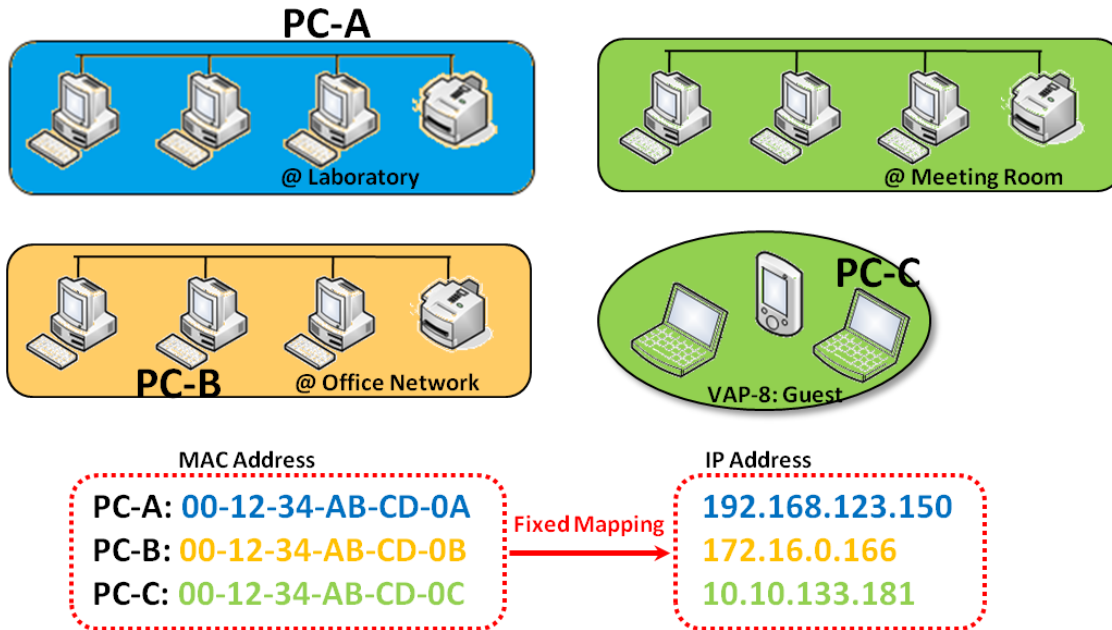 PC-A
@ Laboratory
@ Meeting Room
PC-B
@ Office Network
PC-C
VAP-8: Guest
MAC Address
PC-A: 00-12-34-AB-CD-0A
PC-B: 00-12-34-AB-CD-0B
PC-C: 00-12-34-AB-CD-0C
Fixed Mapping
IP Address
192.168.123.150
172.16.0.166
10.10.133.181